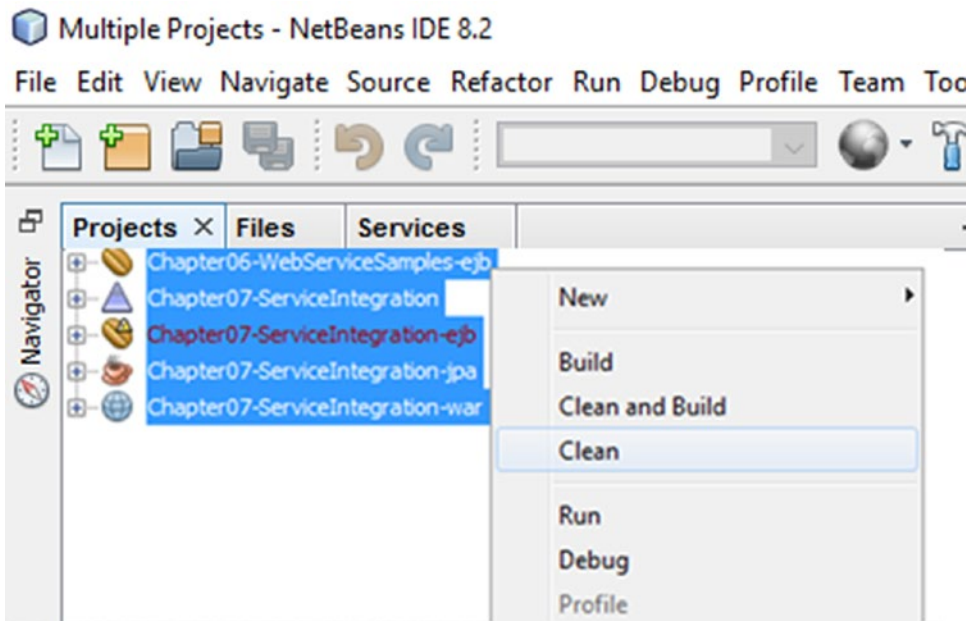 Multiple Projects - NetBeans IDE 8.2
File Edit View Navigate Source Refactor Run Debug Profile Team Too
Projects × Files Services
Navigator
Chapter06-WebServiceSamples-ejb
Chapter07-ServiceIntegration
Chapter07-ServiceIntegration-ejb
Chapter07-ServiceIntegration-jpa
Chapter07-ServiceIntegration-war
New
Build
Clean and Build
Clean
Run
Debug
Profile